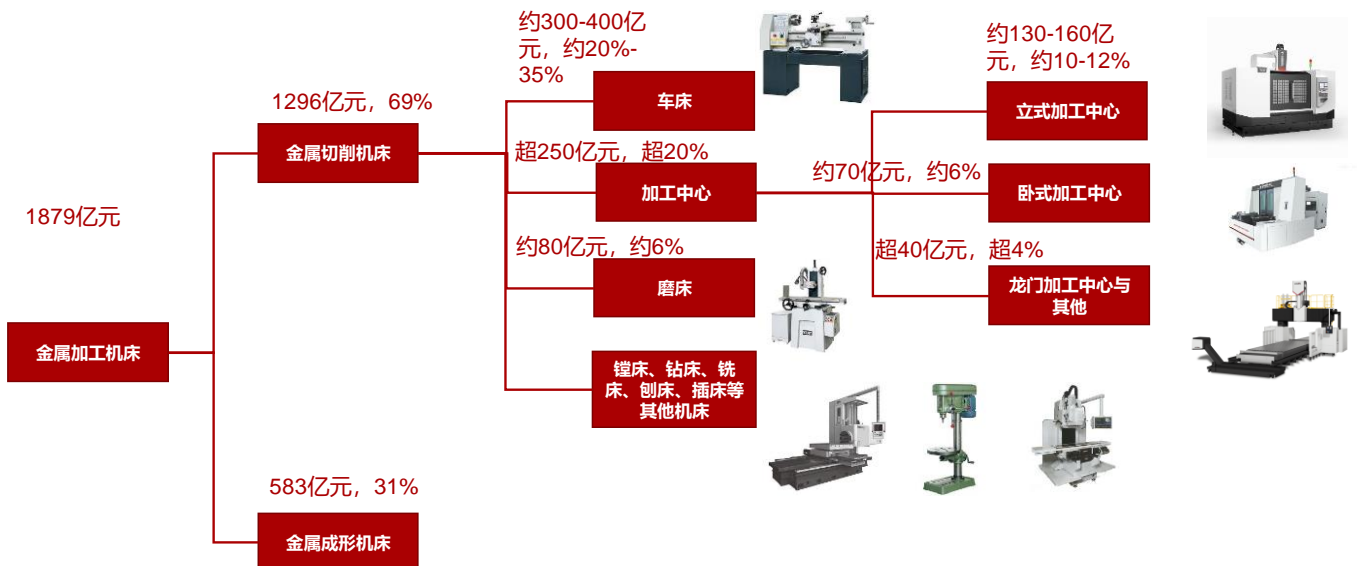 约300-400亿
元，约20%-
35%
车床
约130-160亿
元，约10-12%
立式加工中心
1296亿元，69%
金属切削机床
超250亿元，超20%
加工中心
约70亿元，约6%
卧式加工中心
1879亿元
金属加工机床
约80亿元，约6%
磨床
超40亿元，超4%
龙门加工中心与
其他
镗床、钻床、铣
床、刨床、插床等
其他机床
583亿元，31%
金属成形机床